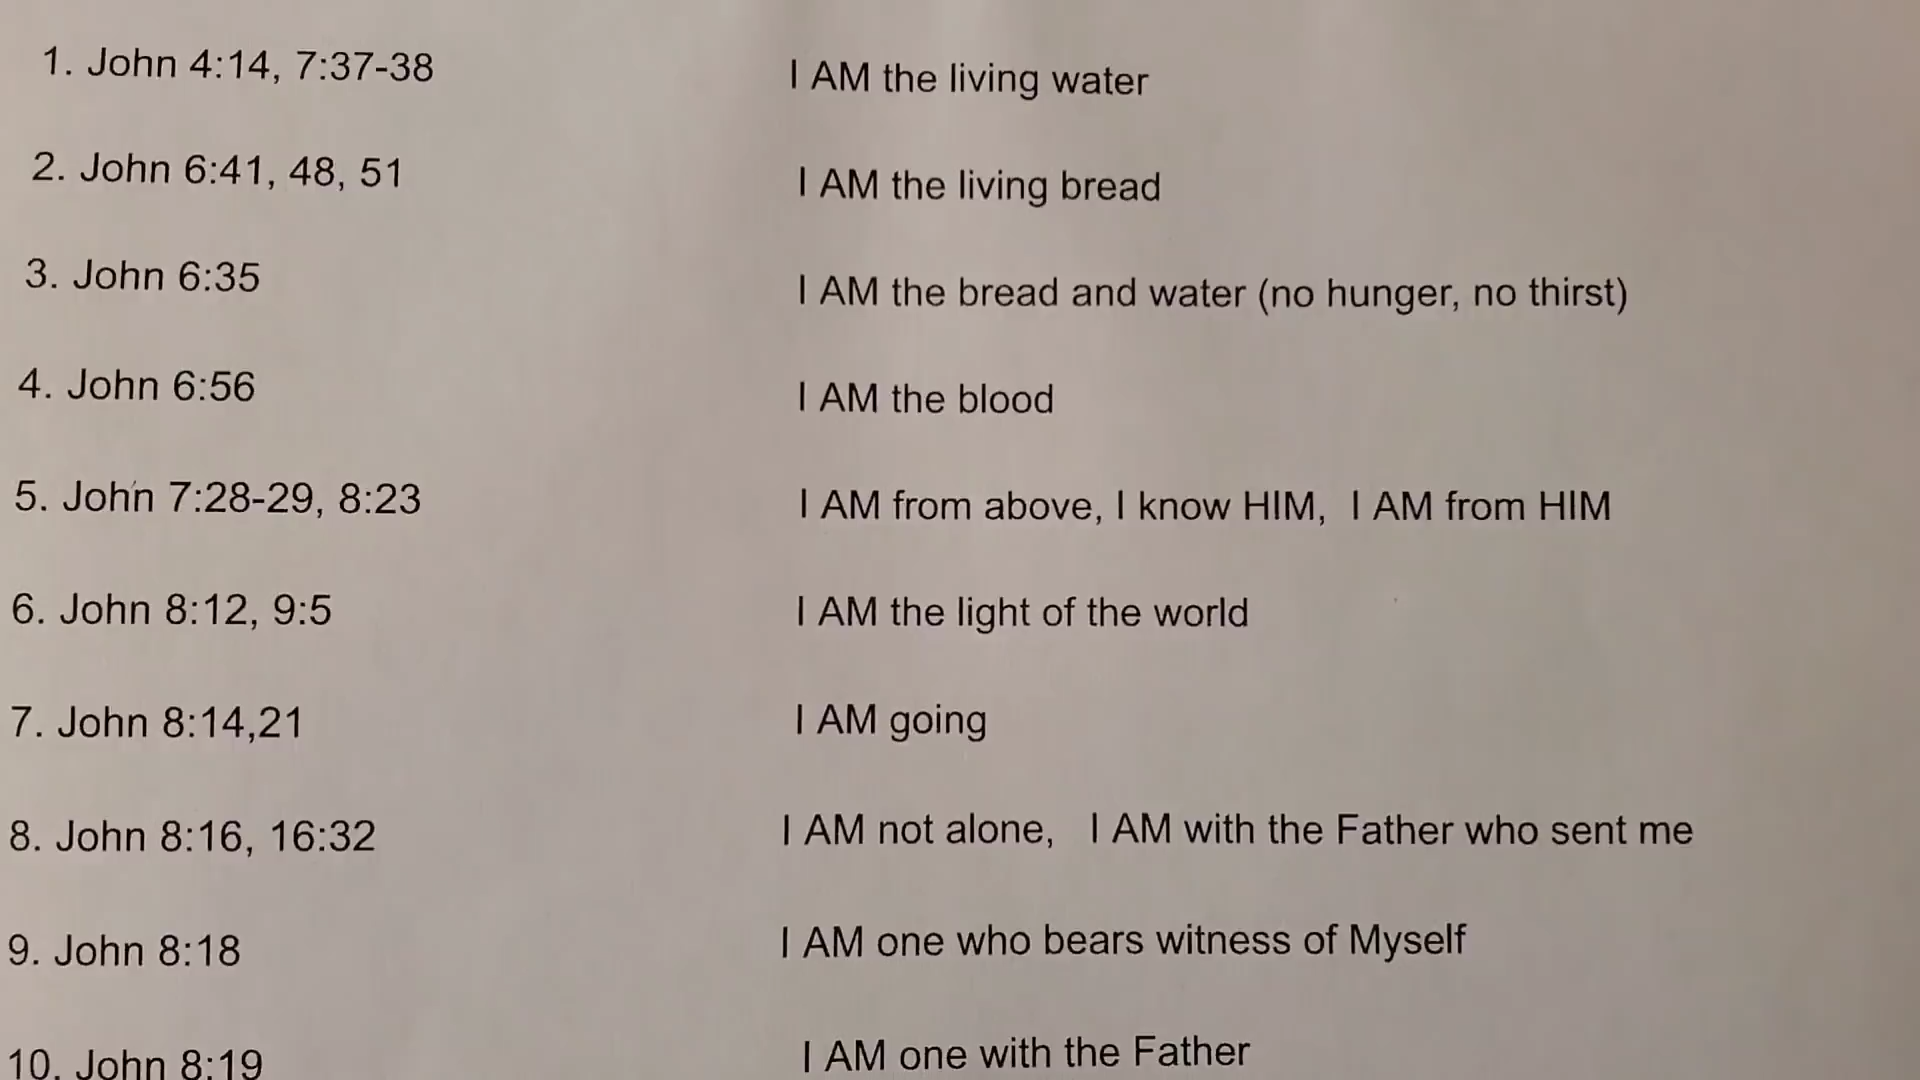 1. John 4:14, 7:37-38 I AM the living water
2. John 6:41, 48, 51 I AM the living bread
3. John 6:35 I AM the bread and water (no hunger, no thirst)
4. John 6:56 I AM the blood
5. John 7:28-29, 8:23 I AM from above, I know HIM, I AM from HIM
6. John 8:12, 9:5 I AM the light of the world
7. John 8:14,21 I AM going
8. John 8:16, 16:32 I AM not alone, I AM with the Father who sent me
9. John 8:18 I AM one who bears witness of Myself
10. John 8:19 I AM one with the Father